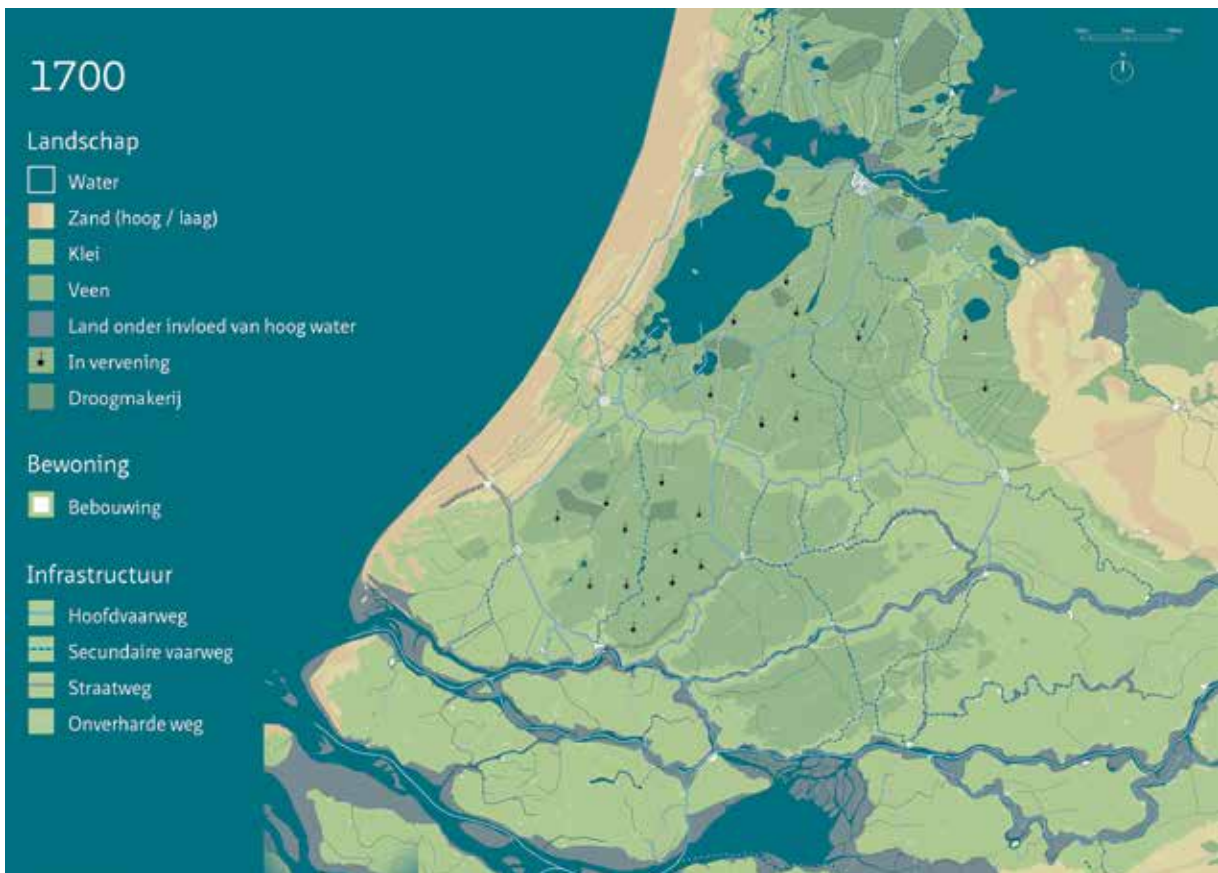 1700
Landschap
Water
Zand (hoog / laag)
Klei
Veen
Land onder invloed van hoog water
In vervening
Droogmakerij
Bewoning
Bebouwing
Infrastructuur
Hoofdvaarweg
Secundaire vaarweg
Straatweg
Onverharde weg